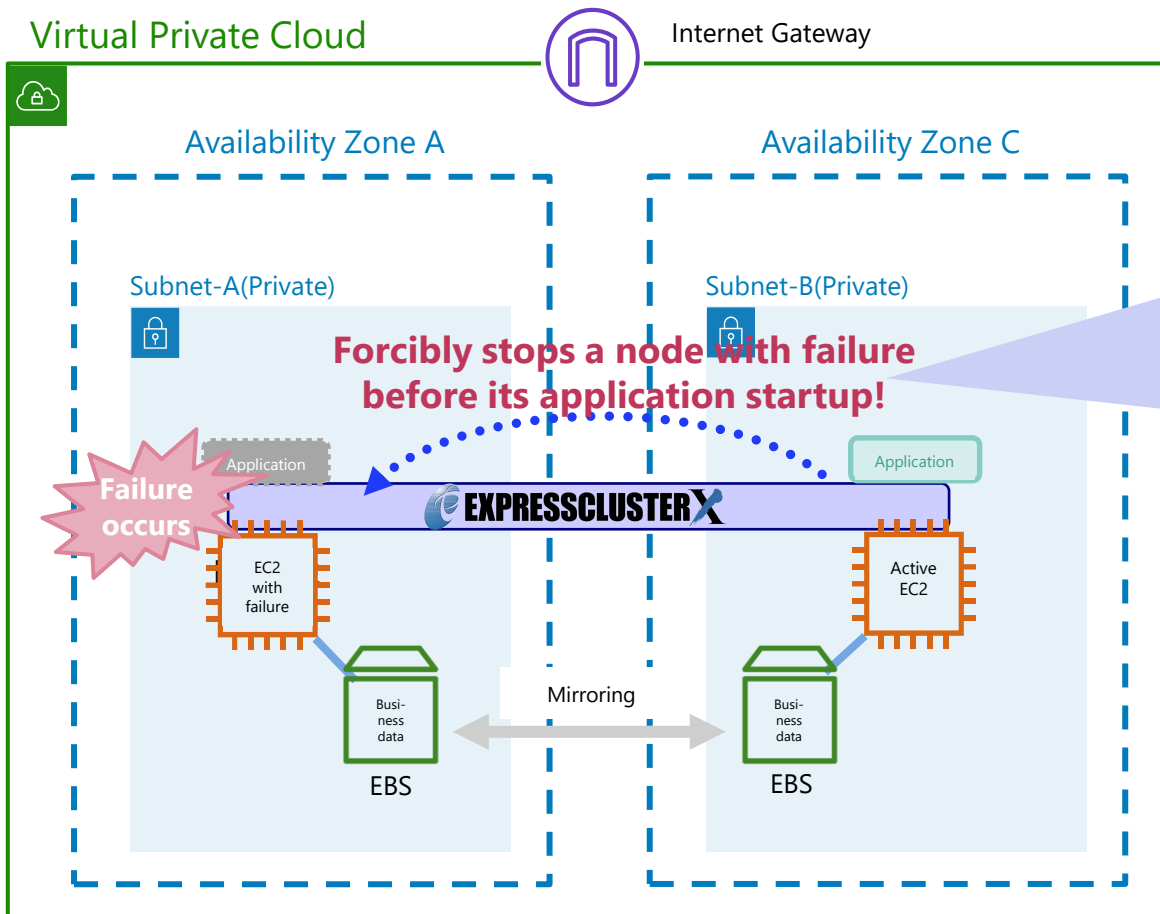 Virtual Private Cloud
Internet Gateway
Availability Zone A
Availability Zone C
Subnet-A(Private)
Subnet-B(Private)
Forcibly stops a node with failure
before its application startup!
Application
Application
Failure
occurs
EXPRESSCLUSTER X
EC2
with
failure
Active
EC2
Mirroring
Busi-
ness
data
Busi-
ness
data
EBS
EBS